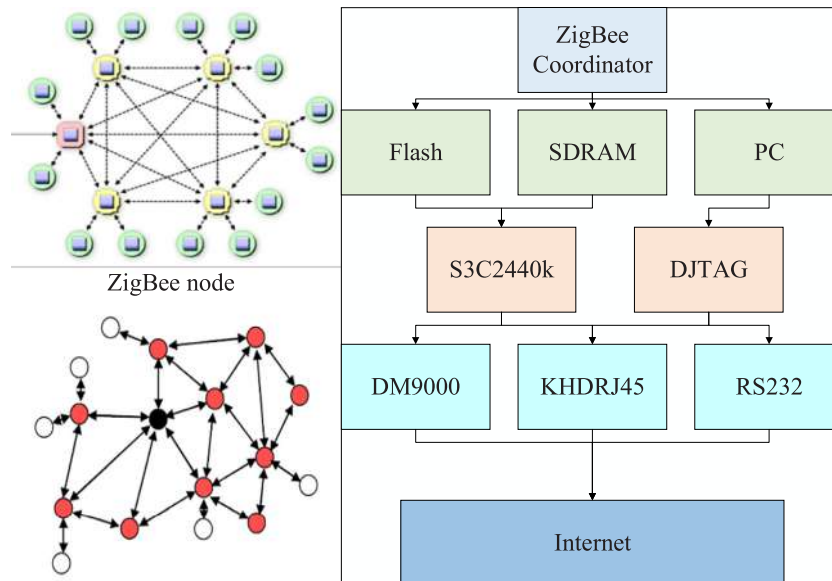 ZigBee node
ZigBee
Coordinator
Flash
SDRAM
PC
S3C2440k
DJTAG
DM9000
KHDRJ45
RS232
Internet